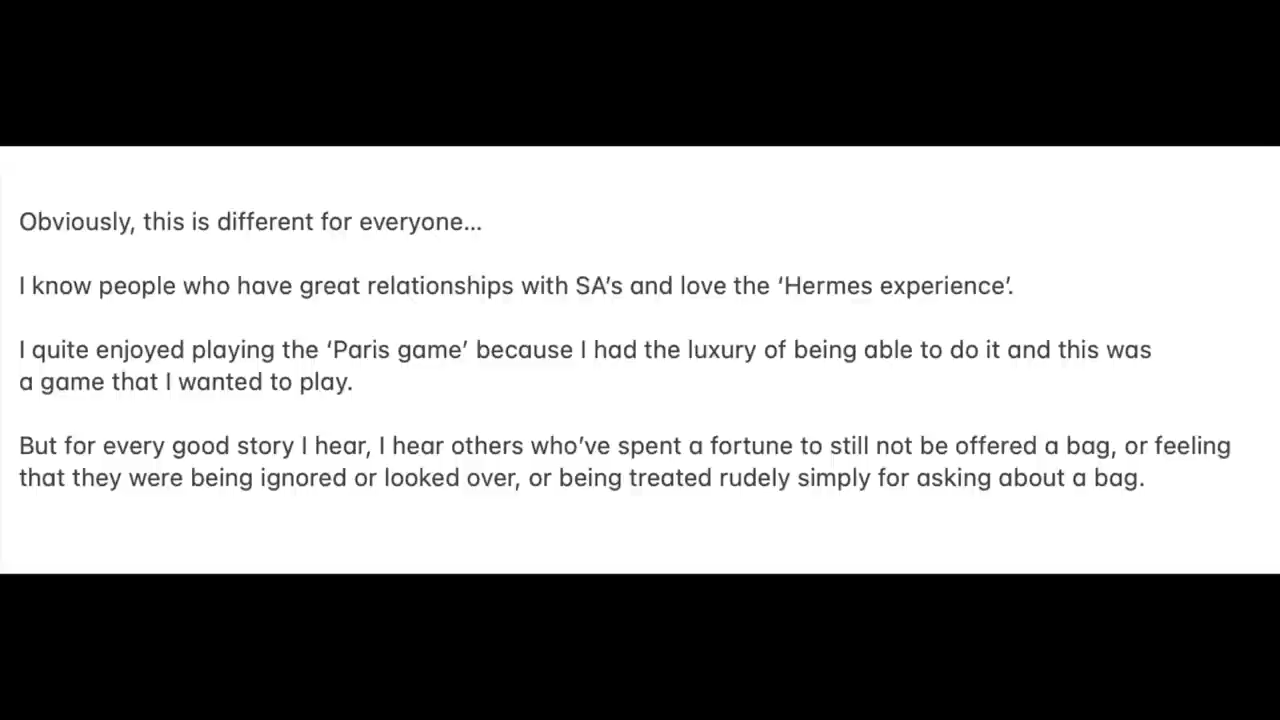 Obviously, this is different for everyone...
I know people who have great relationships with SA’s and love the ‘Hermes experience’.
I quite enjoyed playing the ‘Paris game’ because I had the luxury of being able to do it and this was
a game that I wanted to play.
But for every good story I hear, I hear others who’ve spent a fortune to still not be offered a bag, or feeling
that they were being ignored or looked over, or being treated rudely simply for asking about a bag.